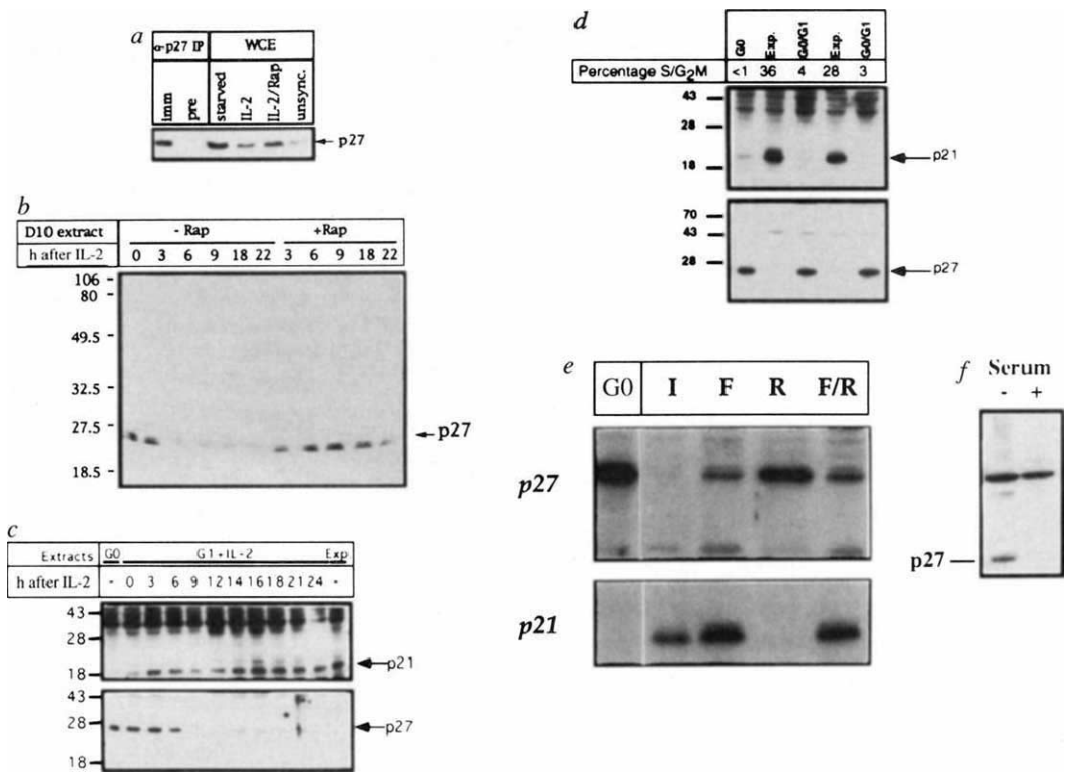 a
α-p27 IP WCE
imm pre starved IL-2 IL-2/Rap unsync.
p27
b
D10 extract - Rap +Rap
h after IL-2 0 3 6 9 18 22 3 6 9 18 22
106
80
49.5
32.5
27.5
18.5
p27
c
Extracts G0 G1+IL-2 Exp
h after IL-2 - 0 3 6 9 12 14 16 18 21 24 -
43
28
18
p21
43
28
18
p27
d
G0 Exp. G0/G1 Exp. G0/G1
Percentage S/G2M <1 36 4 28 3
43
28
18
p21
70
43
28
p27
e
G0 I F R F/R
p27
p21
f
Serum
- +
p27